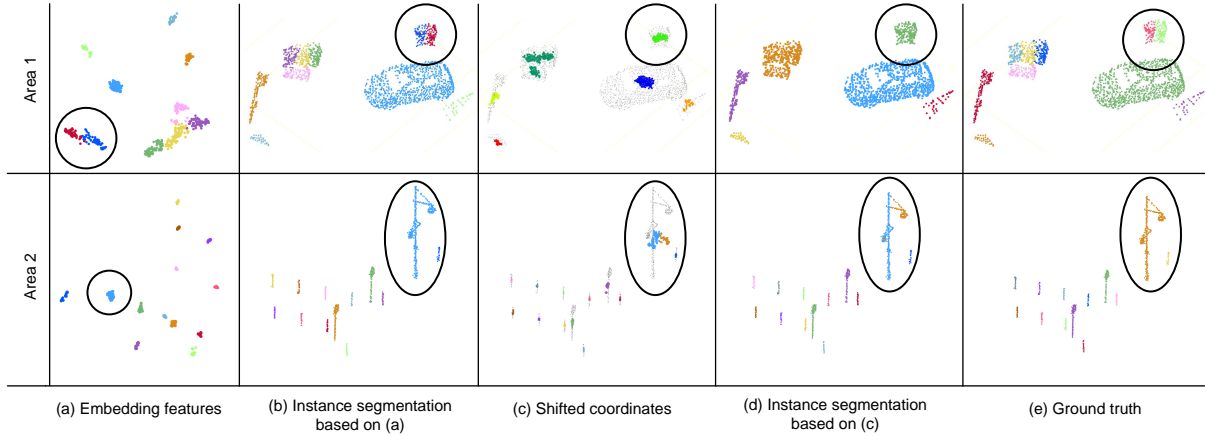 Area 1
Area 2
(a) Embedding features
(b) Instance segmentation
based on (a)
(c) Shifted coordinates
(d) Instance segmentation
based on (c)
(e) Ground truth